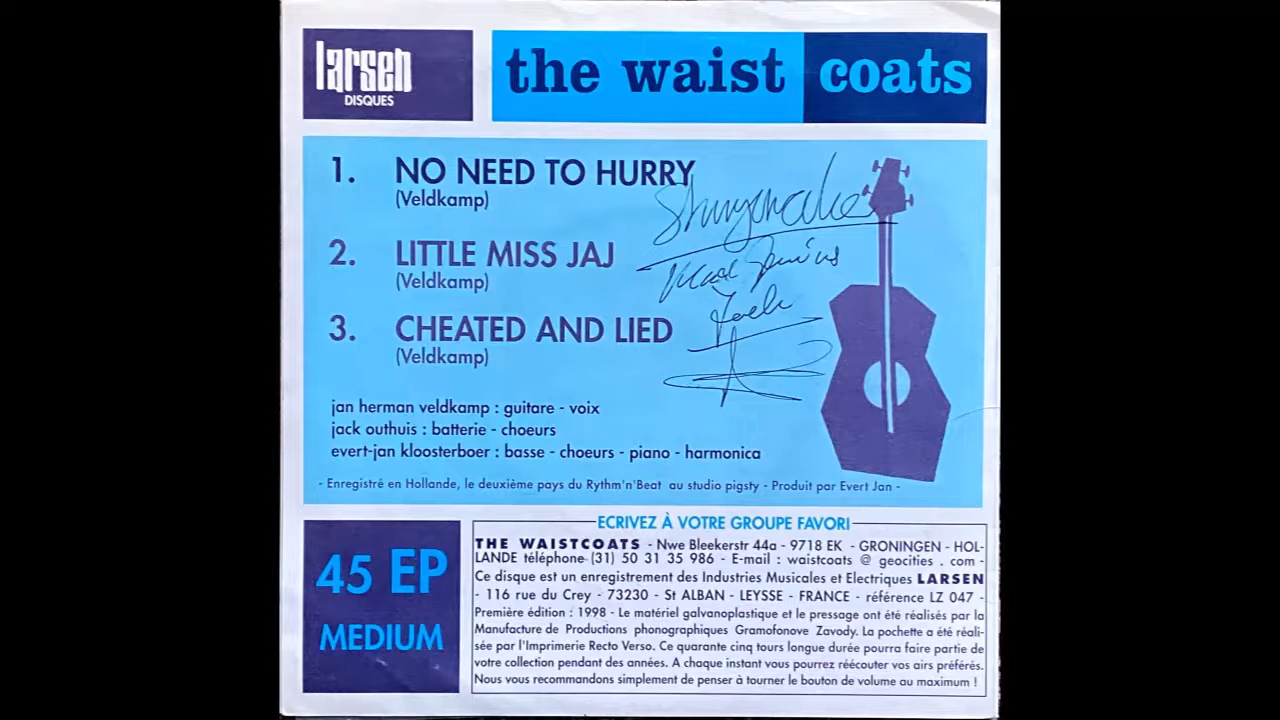 larsen
DISQUES
the waist coats
1. NO NEED TO HURRY
(Veldkamp)
2. LITTLE MISS JAJ
(Veldkamp)
3. CHEATED AND LIED
(Veldkamp)
jan herman veldkamp : guitare - voix
jack outhuis : batterie - choeurs
evert-jan kloosterboer : basse - choeurs - piano - harmonica
- Enregistré en Hollande, le deuxième pays du Rythm'n'Beat au studio pigsty - Produit par Evert Jan -
45 EP
MEDIUM
ECRIVEZ À VOTRE GROUPE FAVORI
THE WAISTCOATS - Nwe Bleekerstr 44a - 9718 EK - GRONINGEN - HOL-
LANDE téléphone (31) 50 31 35 986 - E-mail : waistcoats @ geocities . com -
Ce disque est un enregistrement des Industries Musicales et Electriques LARSEN
- 116 rue du Crey - 73230 - St ALBAN - LEYSSE - FRANCE - référence LZ 047 -
Première édition : 1998 - Le matériel galvanoplastique et le pressage ont été réalisés par la
Manufacture de Productions phonographiques Gramofonove Zavody. La pochette a été réali-
sée par l'Imprimerie Recto Verso. Ce quarante cinq tours longue durée pourra faire partie de
votre collection pendant des années. A chaque instant vous pourrez réécouter vos airs préférés.
Nous vous recommandons simplement de penser à tourner le bouton de volume au maximum !